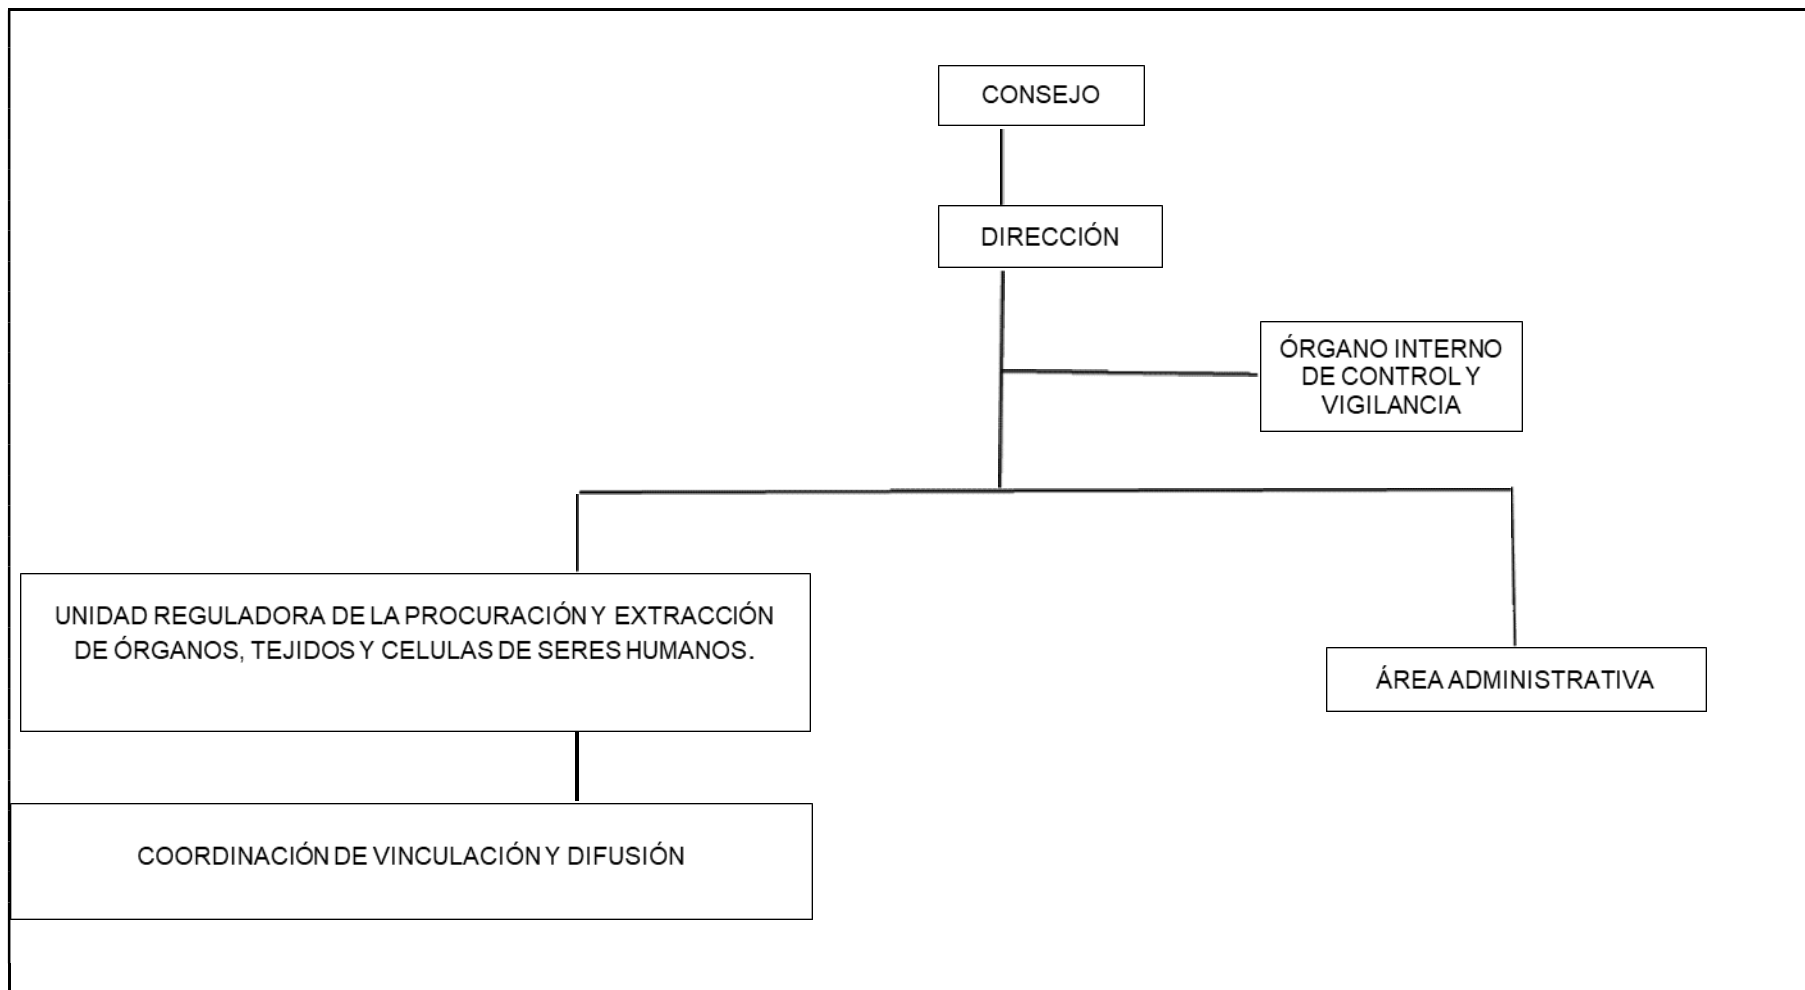 CONSEJO
DIRECCIÓN
ÓRGANO INTERNO
DE CONTROL Y
VIGILANCIA
UNIDAD REGULADORA DE LA PROCURACIÓN Y EXTRACCIÓN
DE ÓRGANOS, TEJIDOS Y CELULAS DE SERES HUMANOS.
ÁREA ADMINISTRATIVA
COORDINACIÓN DE VINCULACIÓN Y DIFUSIÓN